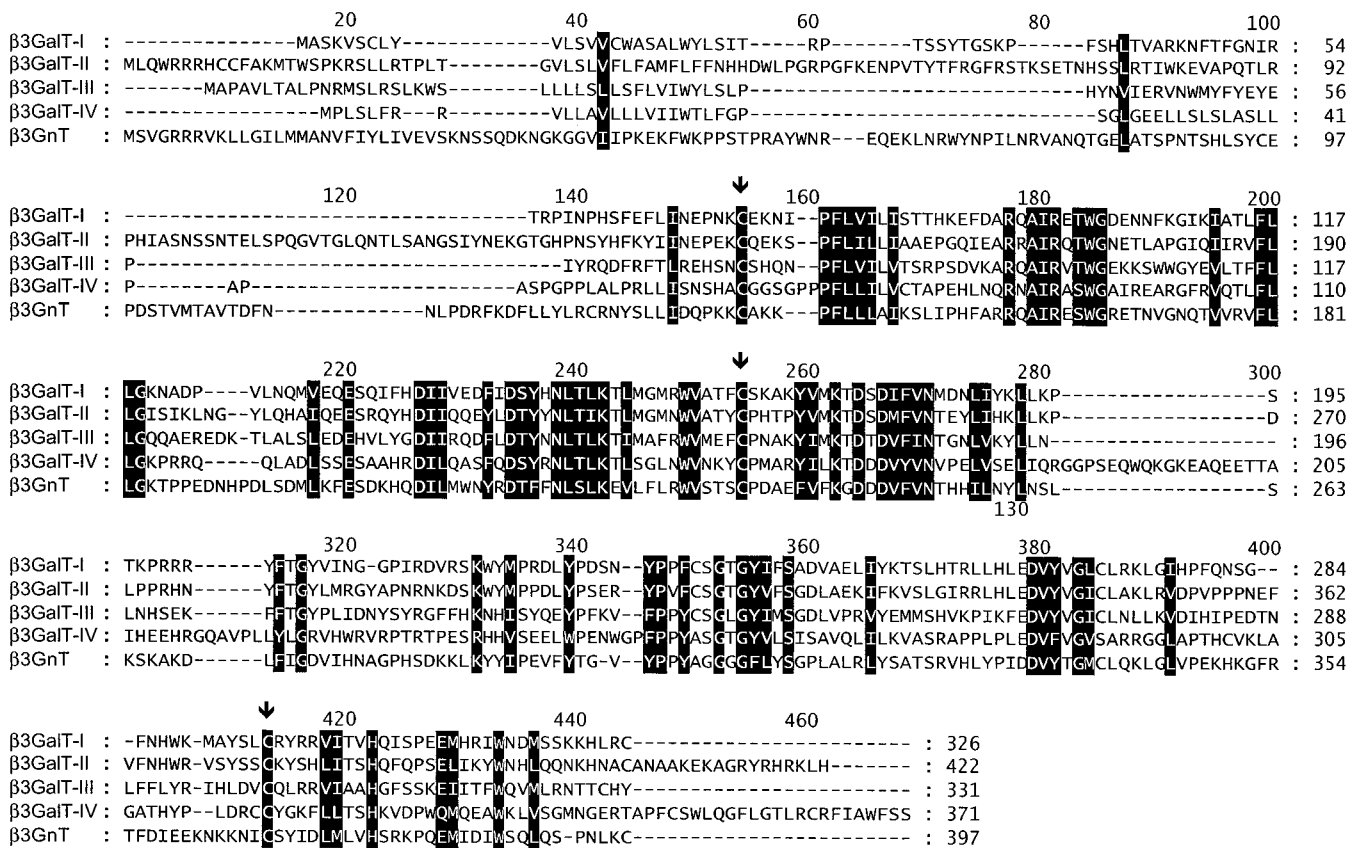 20 40 60 80 100
β3GalT-I : ---------------MASKVSCLY-------------VLSVVCWASALWYLSIT------RP--------TSSYTGSKP------FSHLTVARKNFTFGNIR : 54
β3GalT-II : MLQWRRRHCCFAKMTWSPKRSLLRTPLT---------GVLSLVFLFAMFLFFNHHDWLPGRPGFKENPVTYTFRGFRSTKSETNHSSLRTIWKEVAPQTLR : 92
β3GalT-III : -------MAPAVLTALPNRMSLRSLKWS---------LLLLSLLSFLVIWYLSLP-----------------------------HYNVIERVNWMYFYEYE : 56
β3GalT-IV : ---------------MPLSLFR--R---------VLLAVLLLVIIWTLFGP------------------------------SGLGEELLSLSLASLL : 41
β3GnT : MSVGRRRVKLLGILMMANVFIYLIVEVSKNSSQDKNGKGGVIIPKEKFWKPPSTPRAYWNR---EQEKLNRWYNPILNRVANQTGELATSPNTSHLSYCE : 97
120 140 160 180 200
β3GalT-I : -----------------------------------TRPINPHSFEFLINEPNKCEKNI--PFLVILISTTHKEFDARQAIRETWGDENNFKGIKIATLFL : 117
β3GalT-II : PHIASNSSNTELSPQGVTGLQNTLSANGSIYNEKGTGHPNSYHFKYIINEPEKCQEKS--PFLILLIAAEPGQIEARRAIRQTWGNETLAPGIQIIRVFL : 190
β3GalT-III : P-------------------------------------IYRQDFRFTLREHSNCSHQN--PFLVILVTSRPSDVKARQAIRVTWGEKKSWWGYEVLTFFL : 117
β3GalT-IV : P--------AP-----------------------ASPGPPLALPRLLISNSHACGGSGPPPFLLILVCTAPEHLNQRNAIRASWGAIREARGFRVQTLFL : 110
β3GnT : PDSTVMTAVTDFN-------------NLPDRFKDFLLYLRCRNYSLLIDQPKKCAKK---PFLLLAIKSLIPHFARRQAIRESWGRETNVGNQTVVRVFL : 181
220 240 260 280 300
β3GalT-I : LGKNADP----VLNQMVEQESQIFHDIIVEDFIDSYHNLTLKTLMGMRWVATFCSKAKYVMKTDSDIFVNMDNLIYKLLKP------------------S : 195
β3GalT-II : LGISIKLNG--YLQHAIQEESRQYHDIIQQEYLDTYYNLTIKTLMGMNWVATYCPHTPYVMKTDSDMFVNTEYLIHKLLKP------------------D : 270
β3GalT-III : LGQQAEREDK-TLALSLEDEHVLYGDIIRQDFLDTYNNLTLKTIMAFRWVMEFCPNAKYIMKTDTDVFINTGNLVKYLLN-------------------- : 196
β3GalT-IV : LGKPRRQ----QLADLSSESAAHRDILQASFQDSYRNLTLKTLSGLNWVNKYCPMARYILKTDDDVYVNVPELVSELIQRGGPSEQWQKGKEAQEETTA : 205
β3GnT : LGKTPPEDNHPDLSDMLKFESDKHQDILMWNYRDTFFNLSLKEVLFLRWVSTSCPDAEFVFKGDDDVFVNTHHILNYLNSL------------------S : 263
130
320 340 360 380 400
β3GalT-I : TKPRRR-------YFTGYVING-GPIRDVRSKWYMPRDLYPDSN--YPPFCSGTGYIFSADVAELIYKTSLHTRLLHLEDVYVGLCLRKLGIHPFQNSG-- : 284
β3GalT-II : LPPRHN-------YFTGYLMRGYAPNRNKDSKWYMPPDLYPSER--YPVFCSGTGYVFSGDLAEKIFKVSLGIRRLHLEDVYVGICLAKLRVDPVPPPNEF : 362
β3GalT-III : LNHSEK-------FFTGYPLIDNYSYRGFFHKNHISYQEYPFKV--FPPYCSGLGYIMSGDLVPRVYEMMSHVKPIKFEDVYVGICLNLLKVDIHIPEDTN : 288
β3GalT-IV : IHEEHRGQAVPLLYLGRVHWRVRPTRTPESRHHVSEELWPENWGPFPPYASGTGYVLSISAVQLILKVASRAPPLPLEDVFVGVSARRGGLAPTHCVKLA : 305
β3GnT : KSKAKD-------LFIGDVIHNAGPHSDKKLKYYIPEVFYTG-V--YPPYAGGGGFLYSGPLALRLYSATSRVHLYPIDDVYTGMCLQKLGLVPEKHKGFR : 354
420 440 460
β3GalT-I : -FNHWK-MAYSLCRYRRVITVHQISPEEMHRIWNDMSSKKHLRC------------------------ : 326
β3GalT-II : VFNHWR-VSYSSCKYSHLITSHQFQPSELIKYWNHLQQNKHNACANAAKEKAGRYRHRKLH------- : 422
β3GalT-III : LFFLYR-IHLDVCQLRRVIAAHGFSSKEIITFWQVMLRNTTCHY------------------------ : 331
β3GalT-IV : GATHYP--LDRCCYGKFLLTSHKVDPWQMQEAWKLVSGMNGERTAPFCSWLQGFLGTLRCRFIAWFSS : 371
β3GnT : TFDIEEKNKKNICSYIDLMLVHSRKPQEMIDIWSQLQS-PNLKC------------------------ : 397